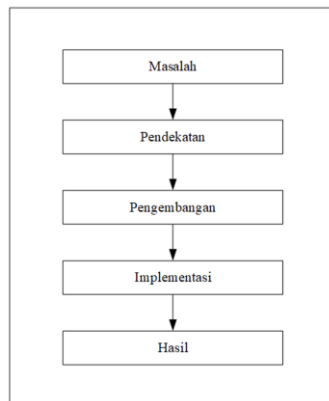 Masalah
Pendekatan
Pengembangan
Implementasi
Hasil